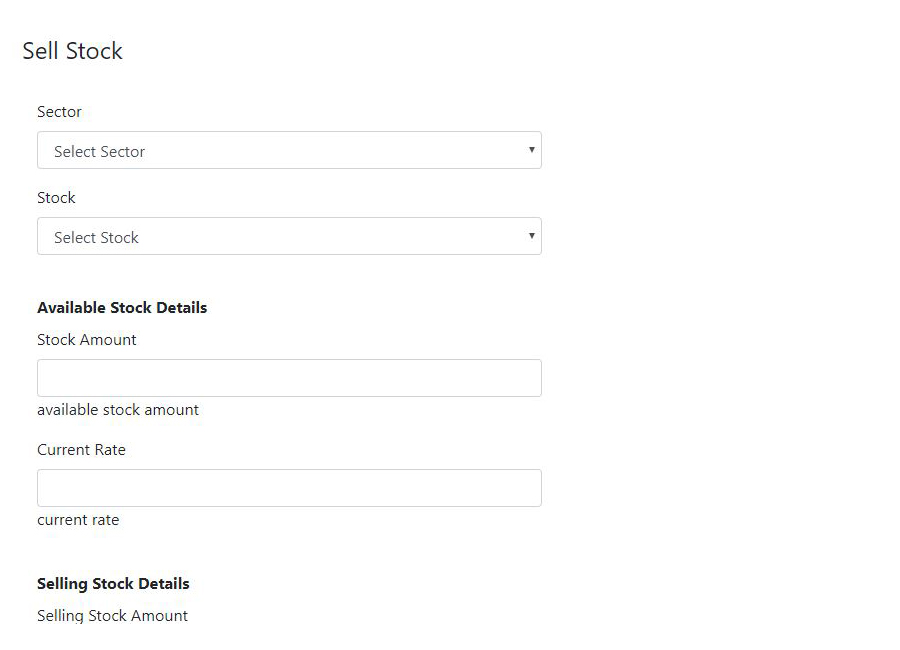 Sell Stock
Sector
Select Sector
Stock
Select Stock
Available Stock Details
Stock Amount
available stock amount
Current Rate
current rate
Selling Stock Details
Selling Stock Amount